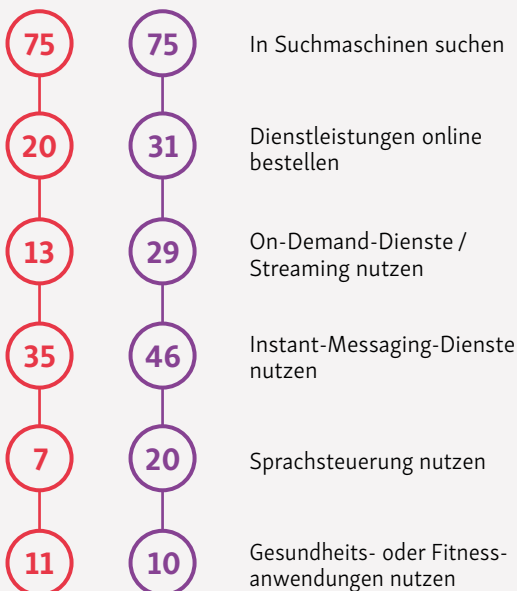 75 75 In Suchmaschinen suchen
20 31 Dienstleistungen online
bestellen
13 29 On-Demand-Dienste /
Streaming nutzen
35 46 Instant-Messaging-Dienste
nutzen
7 20 Sprachsteuerung nutzen
11 10 Gesundheits- oder Fitness-
anwendungen nutzen